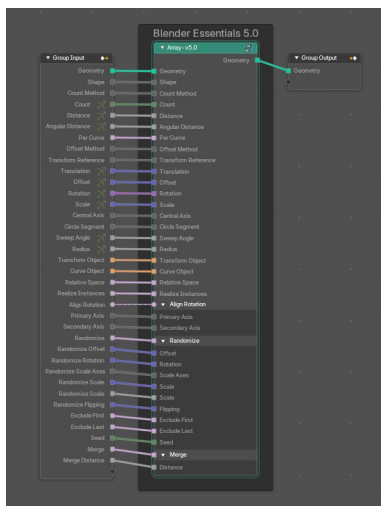 Blender Essentials 5.0
Group Input
Geometry
Shape
Count Method
Count
Distance
Angular Distance
Per Curve
Offset Method
Transform Reference
Translation
Offset
Rotation
Scale
Central Axis
Circle Segment
Sweep Angle
Radius
Transform Object
Curve Object
Relative Space
Realize Instances
Align Rotation
Primary Axis
Secondary Axis
Randomize
Randomize Offset
Randomize Rotation
Randomize Scale Axes
Randomize Scale
Randomize Scale
Randomize Flipping
Exclude First
Exclude Last
Seed
Merge
Merge Distance
Array - v5.0
Geometry
Geometry
Shape
Count Method
Count
Distance
Angular Distance
Per Curve
Offset Method
Transform Reference
Translation
Offset
Rotation
Scale
Central Axis
Circle Segment
Sweep Angle
Radius
Transform Object
Curve Object
Relative Space
Realize Instances
Align Rotation
Primary Axis
Secondary Axis
Randomize
Offset
Rotation
Scale Axes
Scale
Scale
Flipping
Exclude First
Exclude Last
Seed
Merge
Distance
Group Output
Geometry